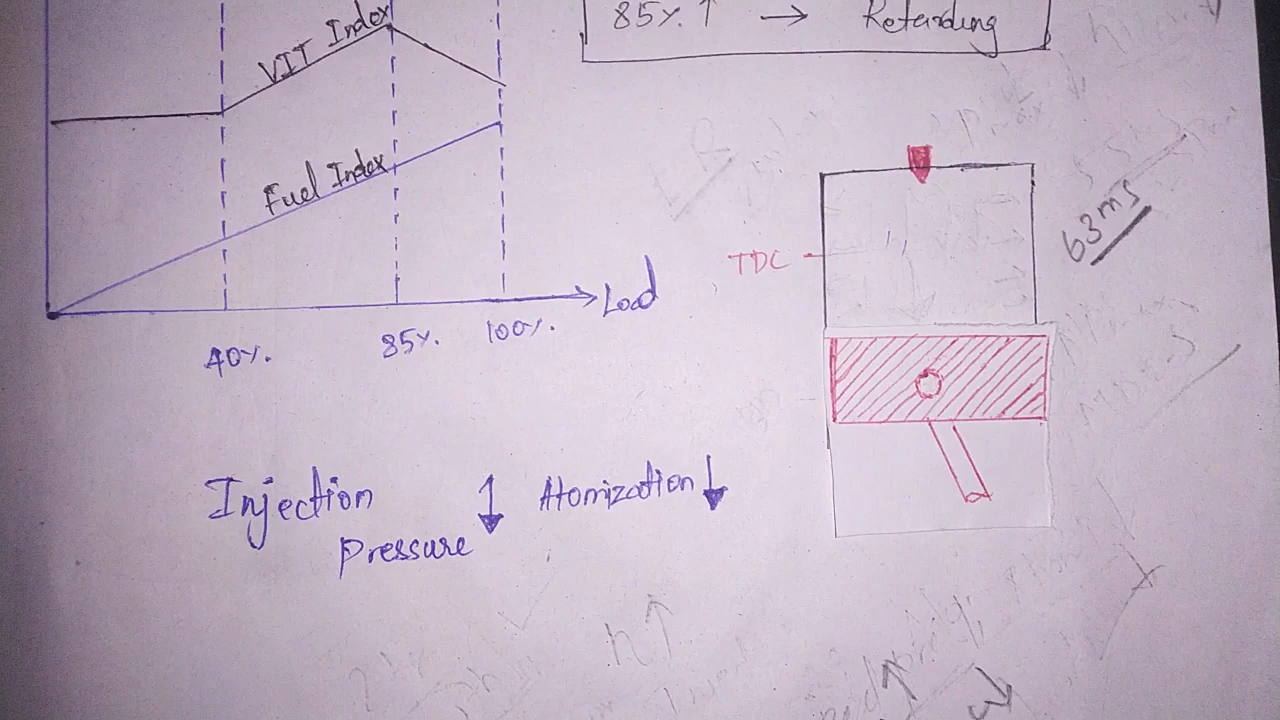 VIT Index
85% ↑ → Retarding
Fuel Index
TDC
63ms
Load
40%.
85%.
100%.
Injection
Pressure ↓
Atomization ↓
h↑